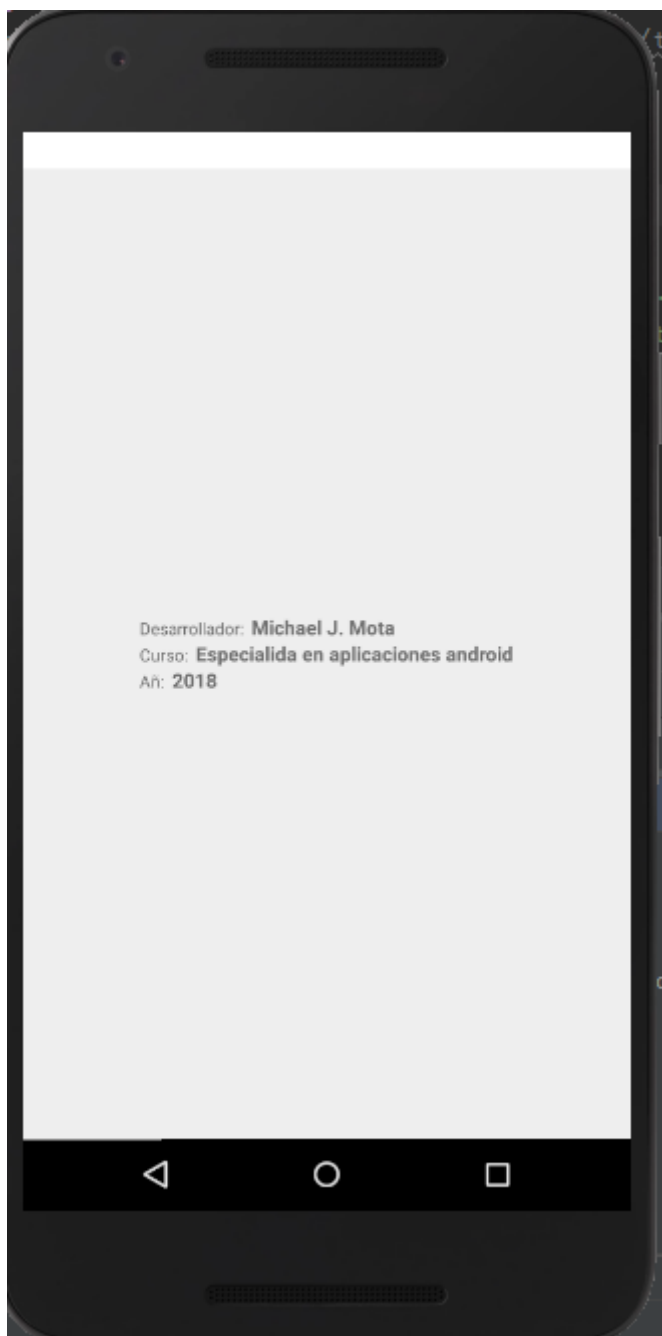 Desarrollador: Michael J. Mota
Curso: Especialida en aplicaciones android
Añ: 2018